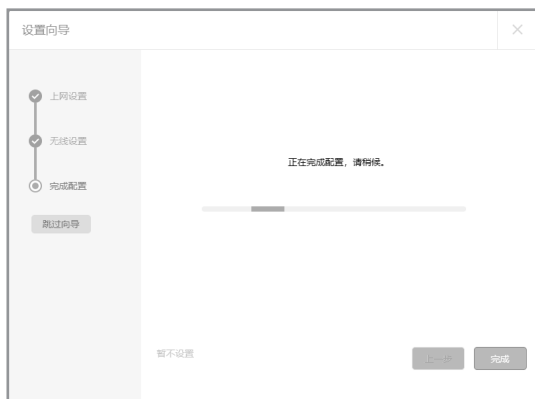 设置向导
上网设置
无线设置
完成配置
跳过向导
正在完成配置，请稍候。
暂不设置
上一步
完成